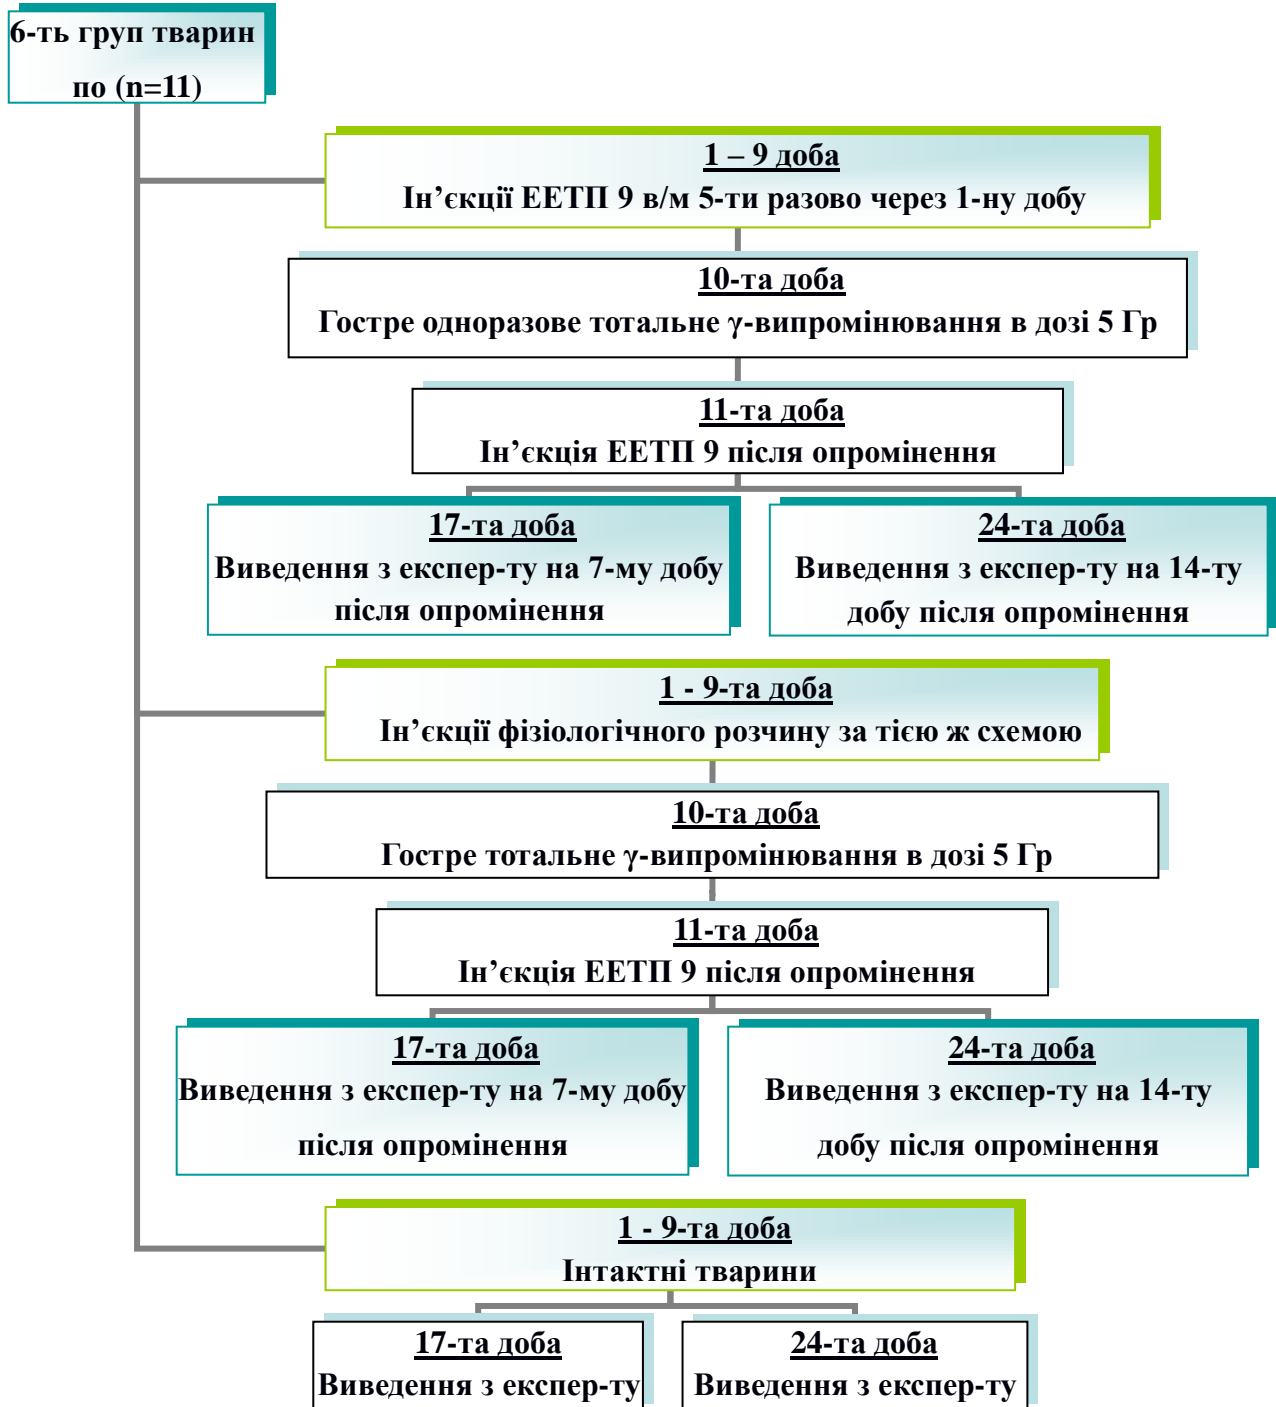 6-ть груп тварин
по (n=11)
1 – 9 доба
Ін’єкції ЕЕТП 9 в/м 5-ти разово через 1-ну добу
10-та доба
Гостре одноразове тотальне γ-випромінювання в дозі 5 Гр
11-та доба
Ін’єкція ЕЕТП 9 після опромінення
17-та доба
Виведення з експер-ту на 7-му добу
після опромінення
24-та доба
Виведення з експер-ту на 14-ту
добу після опромінення
1 - 9-та доба
Ін’єкції фізіологічного розчину за тією ж схемою
10-та доба
Гостре тотальне γ-випромінювання в дозі 5 Гр
11-та доба
Ін’єкція ЕЕТП 9 після опромінення
17-та доба
Виведення з експер-ту на 7-му добу
після опромінення
24-та доба
Виведення з експер-ту на 14-ту
добу після опромінення
1 - 9-та доба
Інтактні тварини
17-та доба
Виведення з експер-ту
24-та доба
Виведення з експер-ту